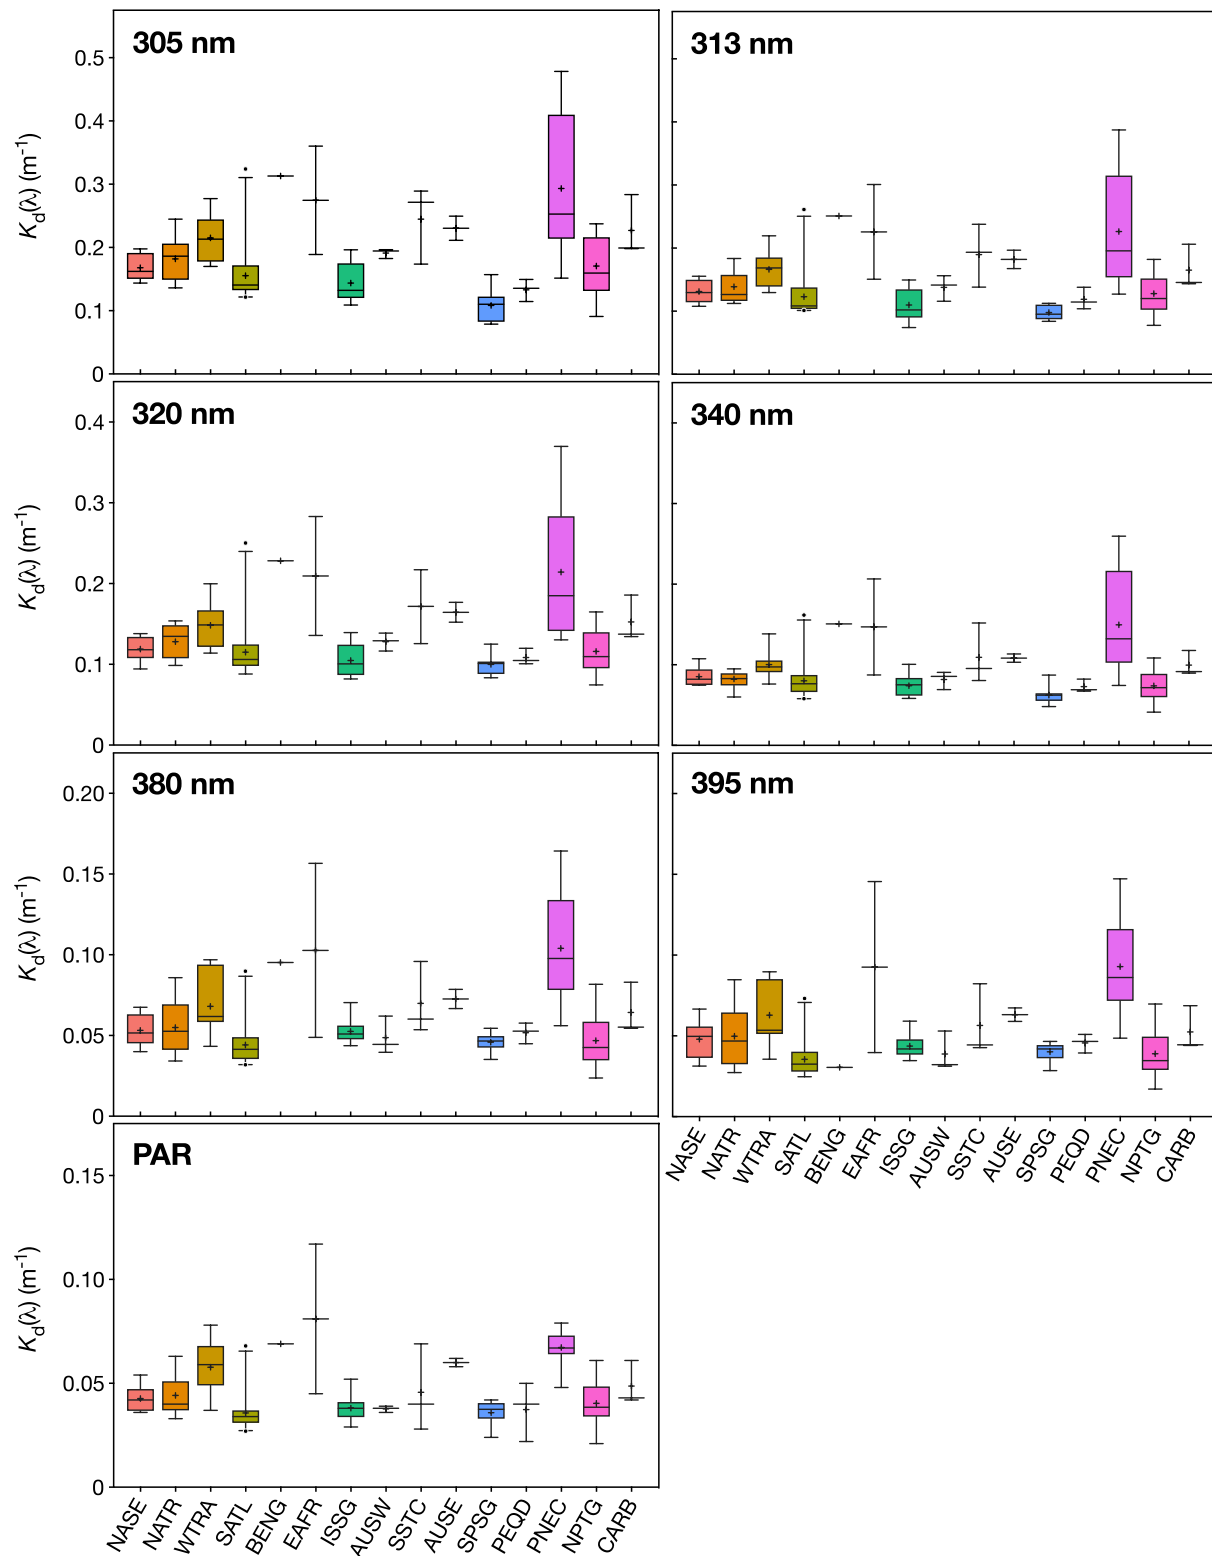 305 nm
313 nm
0.5
0.4
0.3
0.2
0.1
0
Kd(λ) (m-1)
320 nm
340 nm
0.4
0.3
0.2
0.1
0
Kd(λ) (m-1)
380 nm
395 nm
0.20
0.15
0.10
0.05
0
Kd(λ) (m-1)
NASE
NATR
WTRA
SATL
BENG
EAFR
ISSG
AUSW
SSTC
AUSE
SPSG
PEQD
PNEC
NPTG
CARB
PAR
0.15
0.10
0.05
0
Kd(λ) (m-1)
NASE
NATR
WTRA
SATL
BENG
EAFR
ISSG
AUSW
SSTC
AUSE
SPSG
PEQD
PNEC
NPTG
CARB